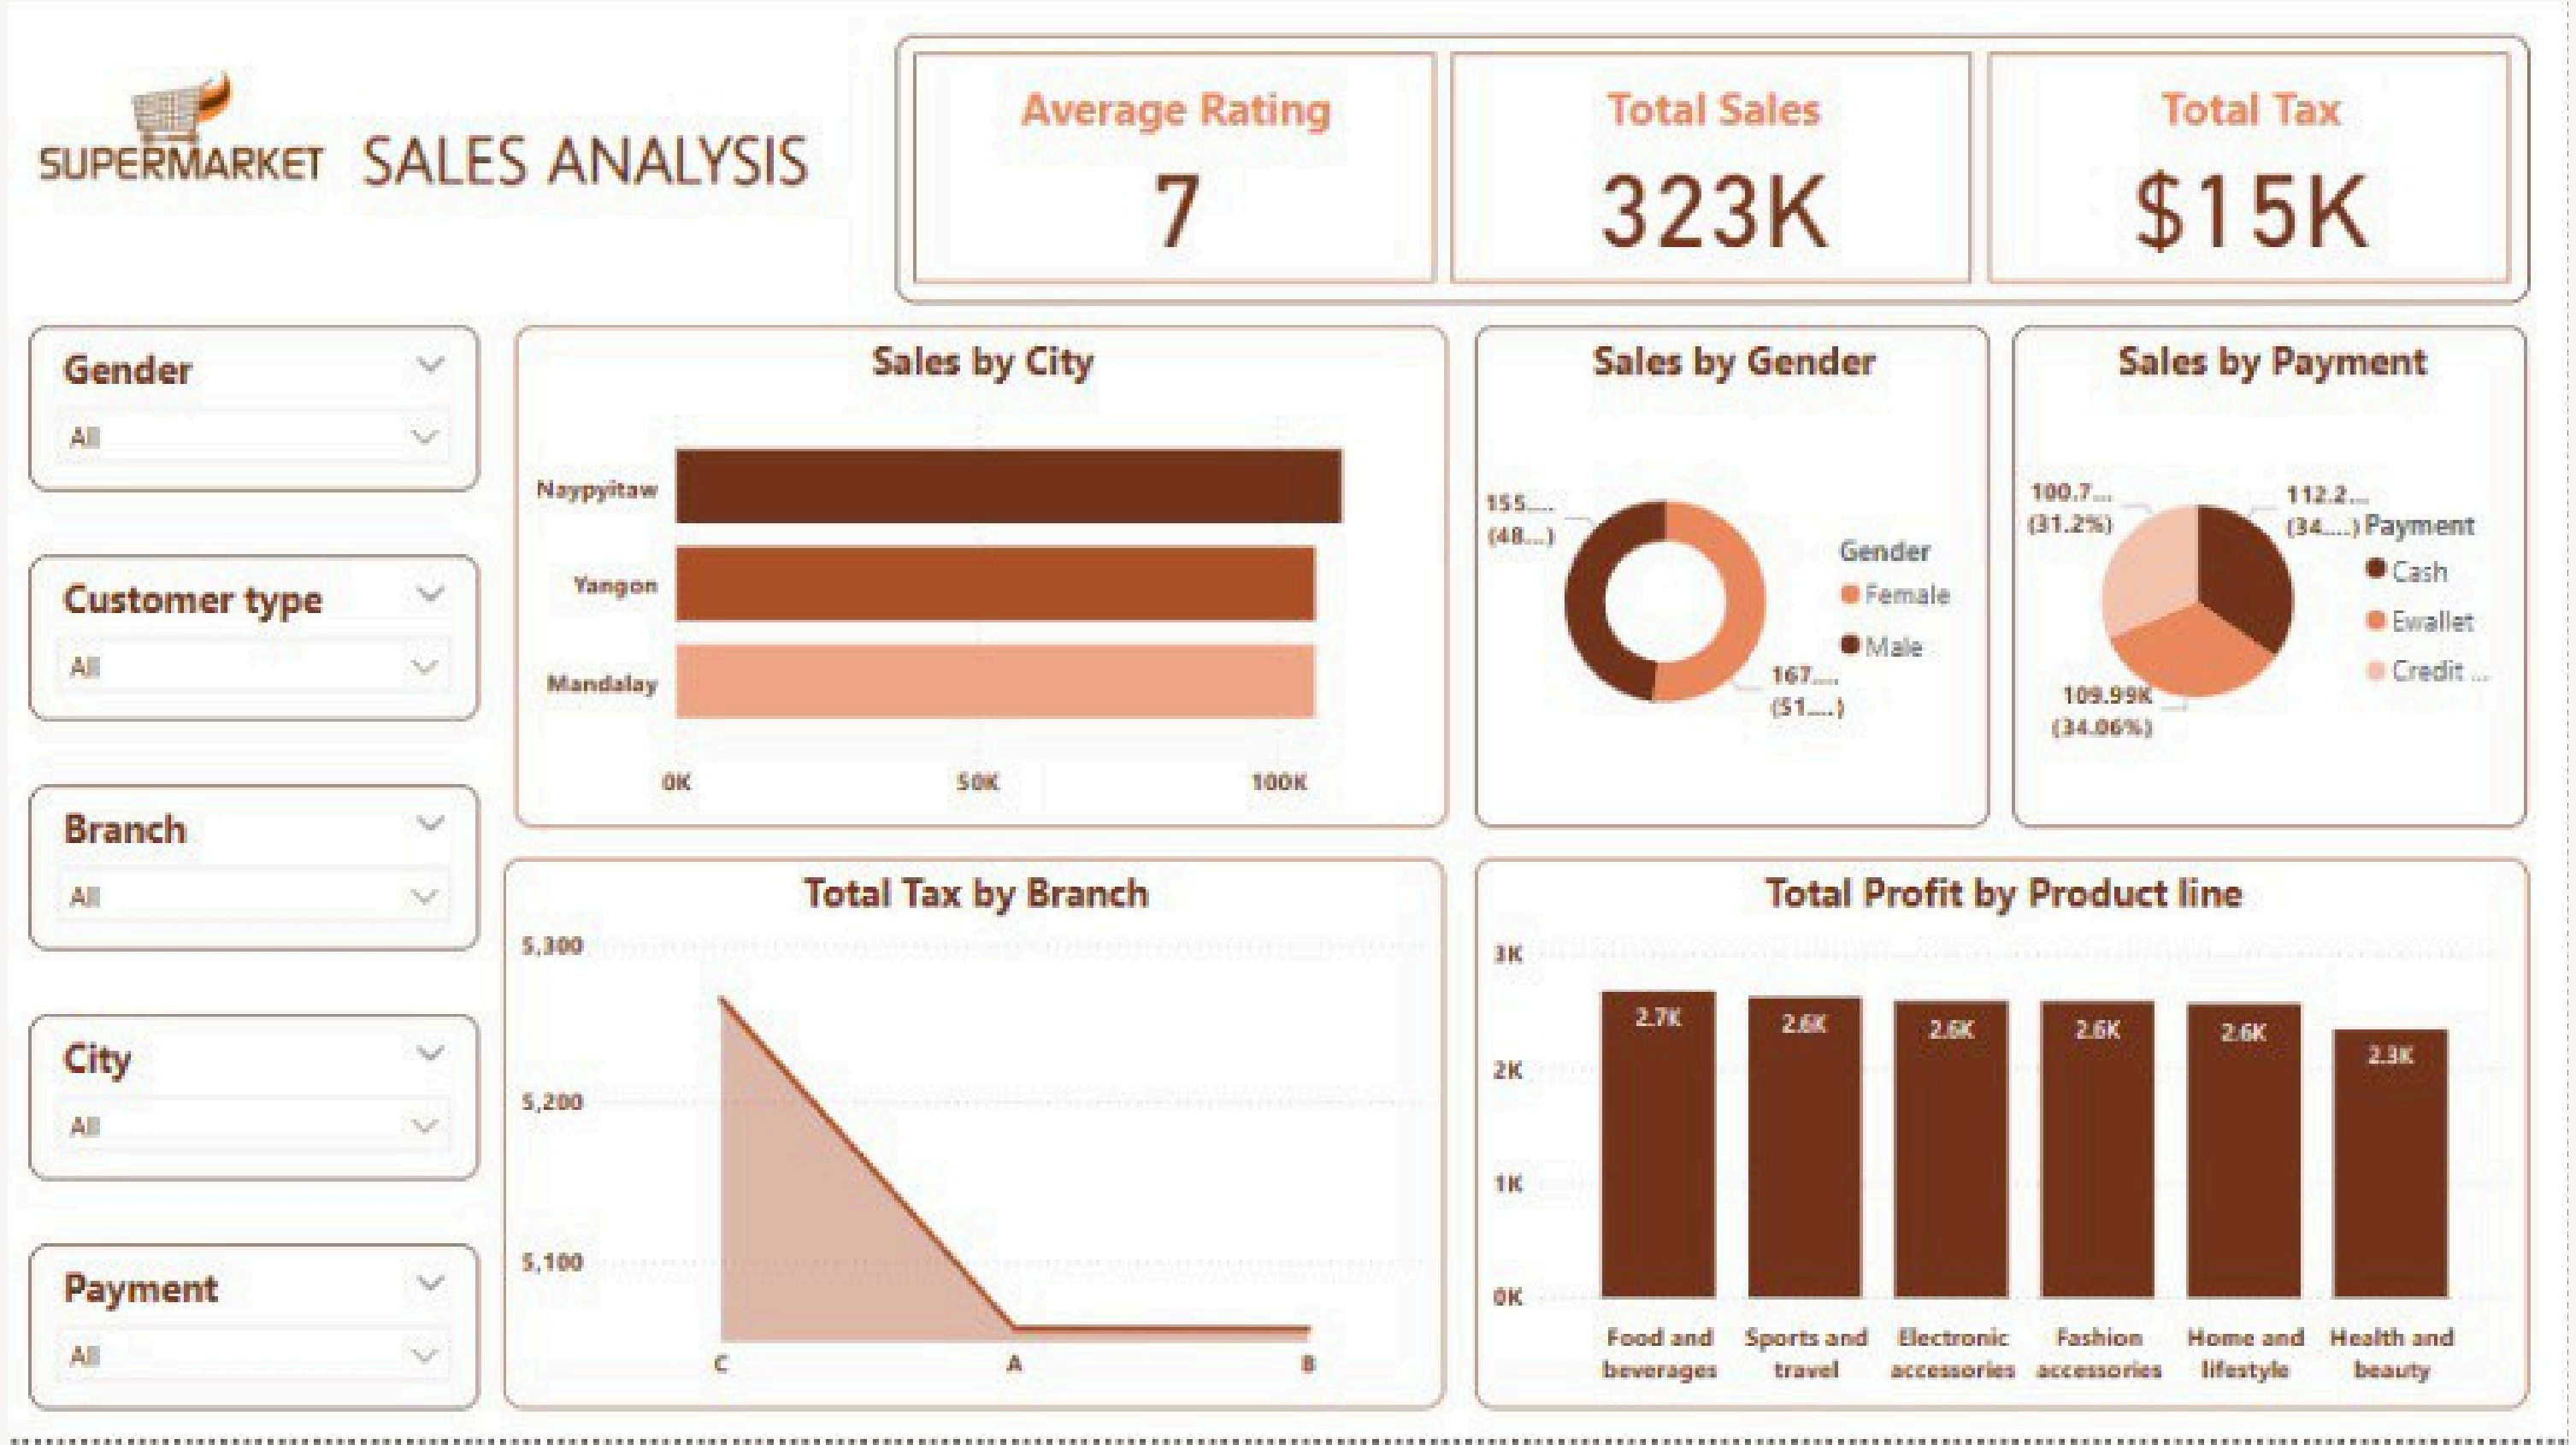 SUPERMARKET SALES ANALYSIS
Average Rating
7
Total Sales
323K
Total Tax
$15K
Gender
All
Customer type
All
Branch
All
City
All
Payment
All
Sales by City
Naypyitaw
Yangon
Mandalay
0K 50K 100K
Sales by Gender
155....
(48...)
167....
(51....)
Gender
Female
Male
Sales by Payment
100.7...
(31.2%)
112.2...
(34....)
109.99K
(34.06%)
Payment
Cash
Ewallet
Credit ...
Total Tax by Branch
5,300
5,200
5,100
C A B
Total Profit by Product line
3K
2K
1K
0K
2.7K 2.6K 2.6K 2.6K 2.6K 2.3K
Food and beverages
Sports and travel
Electronic accessories
Fashion accessories
Home and lifestyle
Health and beauty